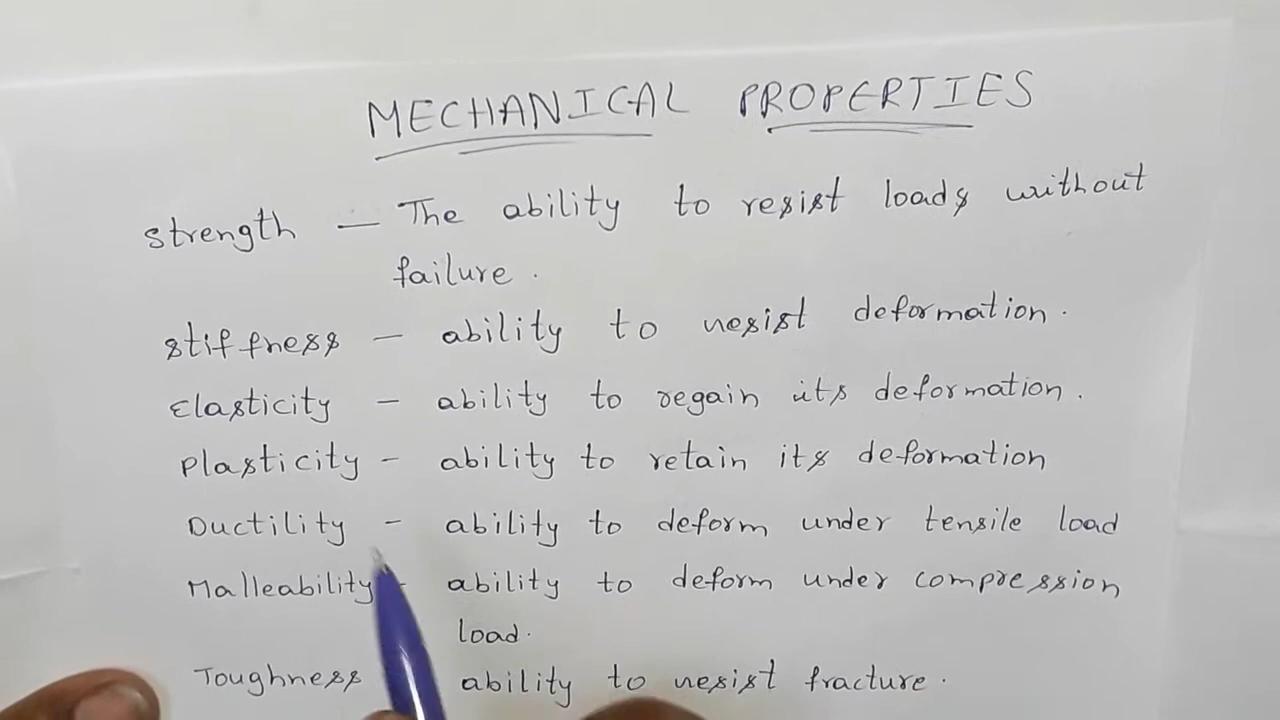 MECHANICAL PROPERTIES
strength — The ability to resist loads without
failure.
stiffness - ability to resist deformation.
Elasticity - ability to regain its deformation.
Plasticity - ability to retain its deformation
Ductility - ability to deform under tensile load
Malleability - ability to deform under compression
load.
Toughness ability to resist fracture.